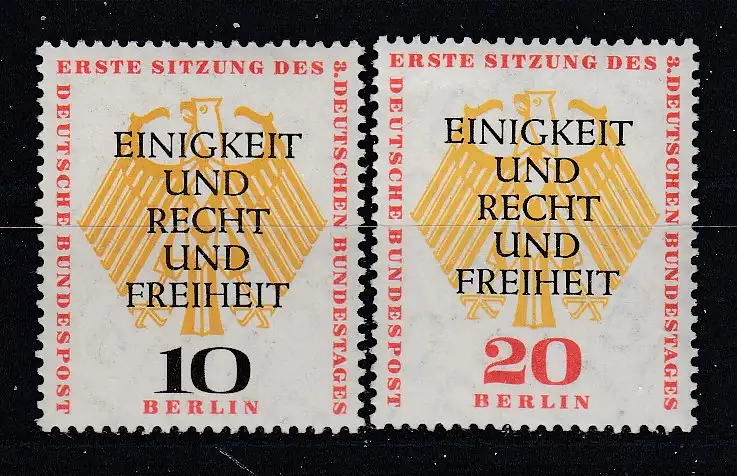 ERSTE SITZUNG DES
3. DEUTSCHEN BUNDESTAGES
DEUTSCHE BUNDESPOST
EINIGKEIT
UND
RECHT
UND
FREIHEIT
10
BERLIN
ERSTE SITZUNG DES
3. DEUTSCHEN BUNDESTAGES
DEUTSCHE BUNDESPOST
EINIGKEIT
UND
RECHT
UND
FREIHEIT
20
BERLIN